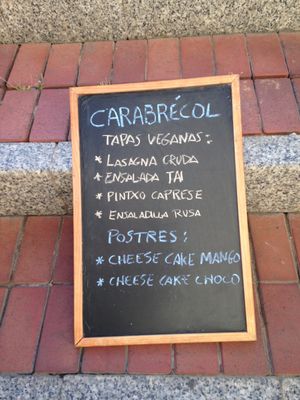 CARABRÉCOL
TAPAS VEGANAS:
* LASAGNA CRUDA
* ENSALADA TAI
* PINTXO CAPRESE
* ENSALADILLA RUSA
POSTRES:
* CHEESE CAKE MANGO
* CHEESE CAKE CHOCO